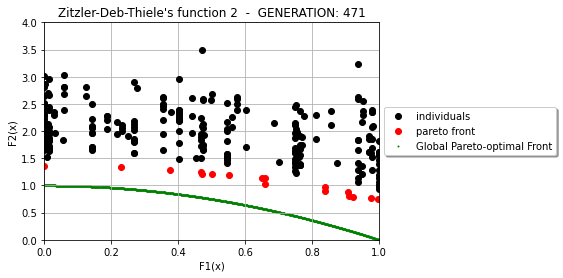 Zitzler-Deb-Thiele's function 2 - GENERATION: 471
4.0
3.5
3.0
2.5
2.0
1.5
1.0
0.5
0.0
F2(x)
0.0 0.2 0.4 0.6 0.8 1.0
F1(x)
individuals
pareto front
Global Pareto-optimal Front